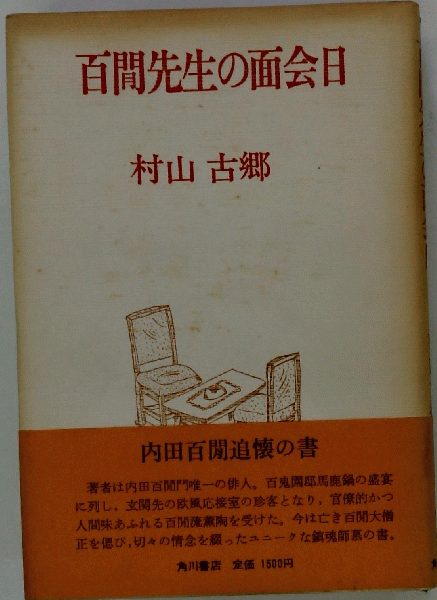 百閒先生の面会日
村山 古郷
内田百閒追懐の書
著者は内田百閒門唯一の俳人。百鬼園邸馬鹿鍋の盛宴
に列し、玄関先の欧風応接室の珍客となり、官僚的かつ
人間味あふれる百閒流薫陶を受けた。今は亡き百閒大僧
正を偲び、切々の情念を綴ったユニークな鎮魂師慕の書。
角川書店 定価 1500円